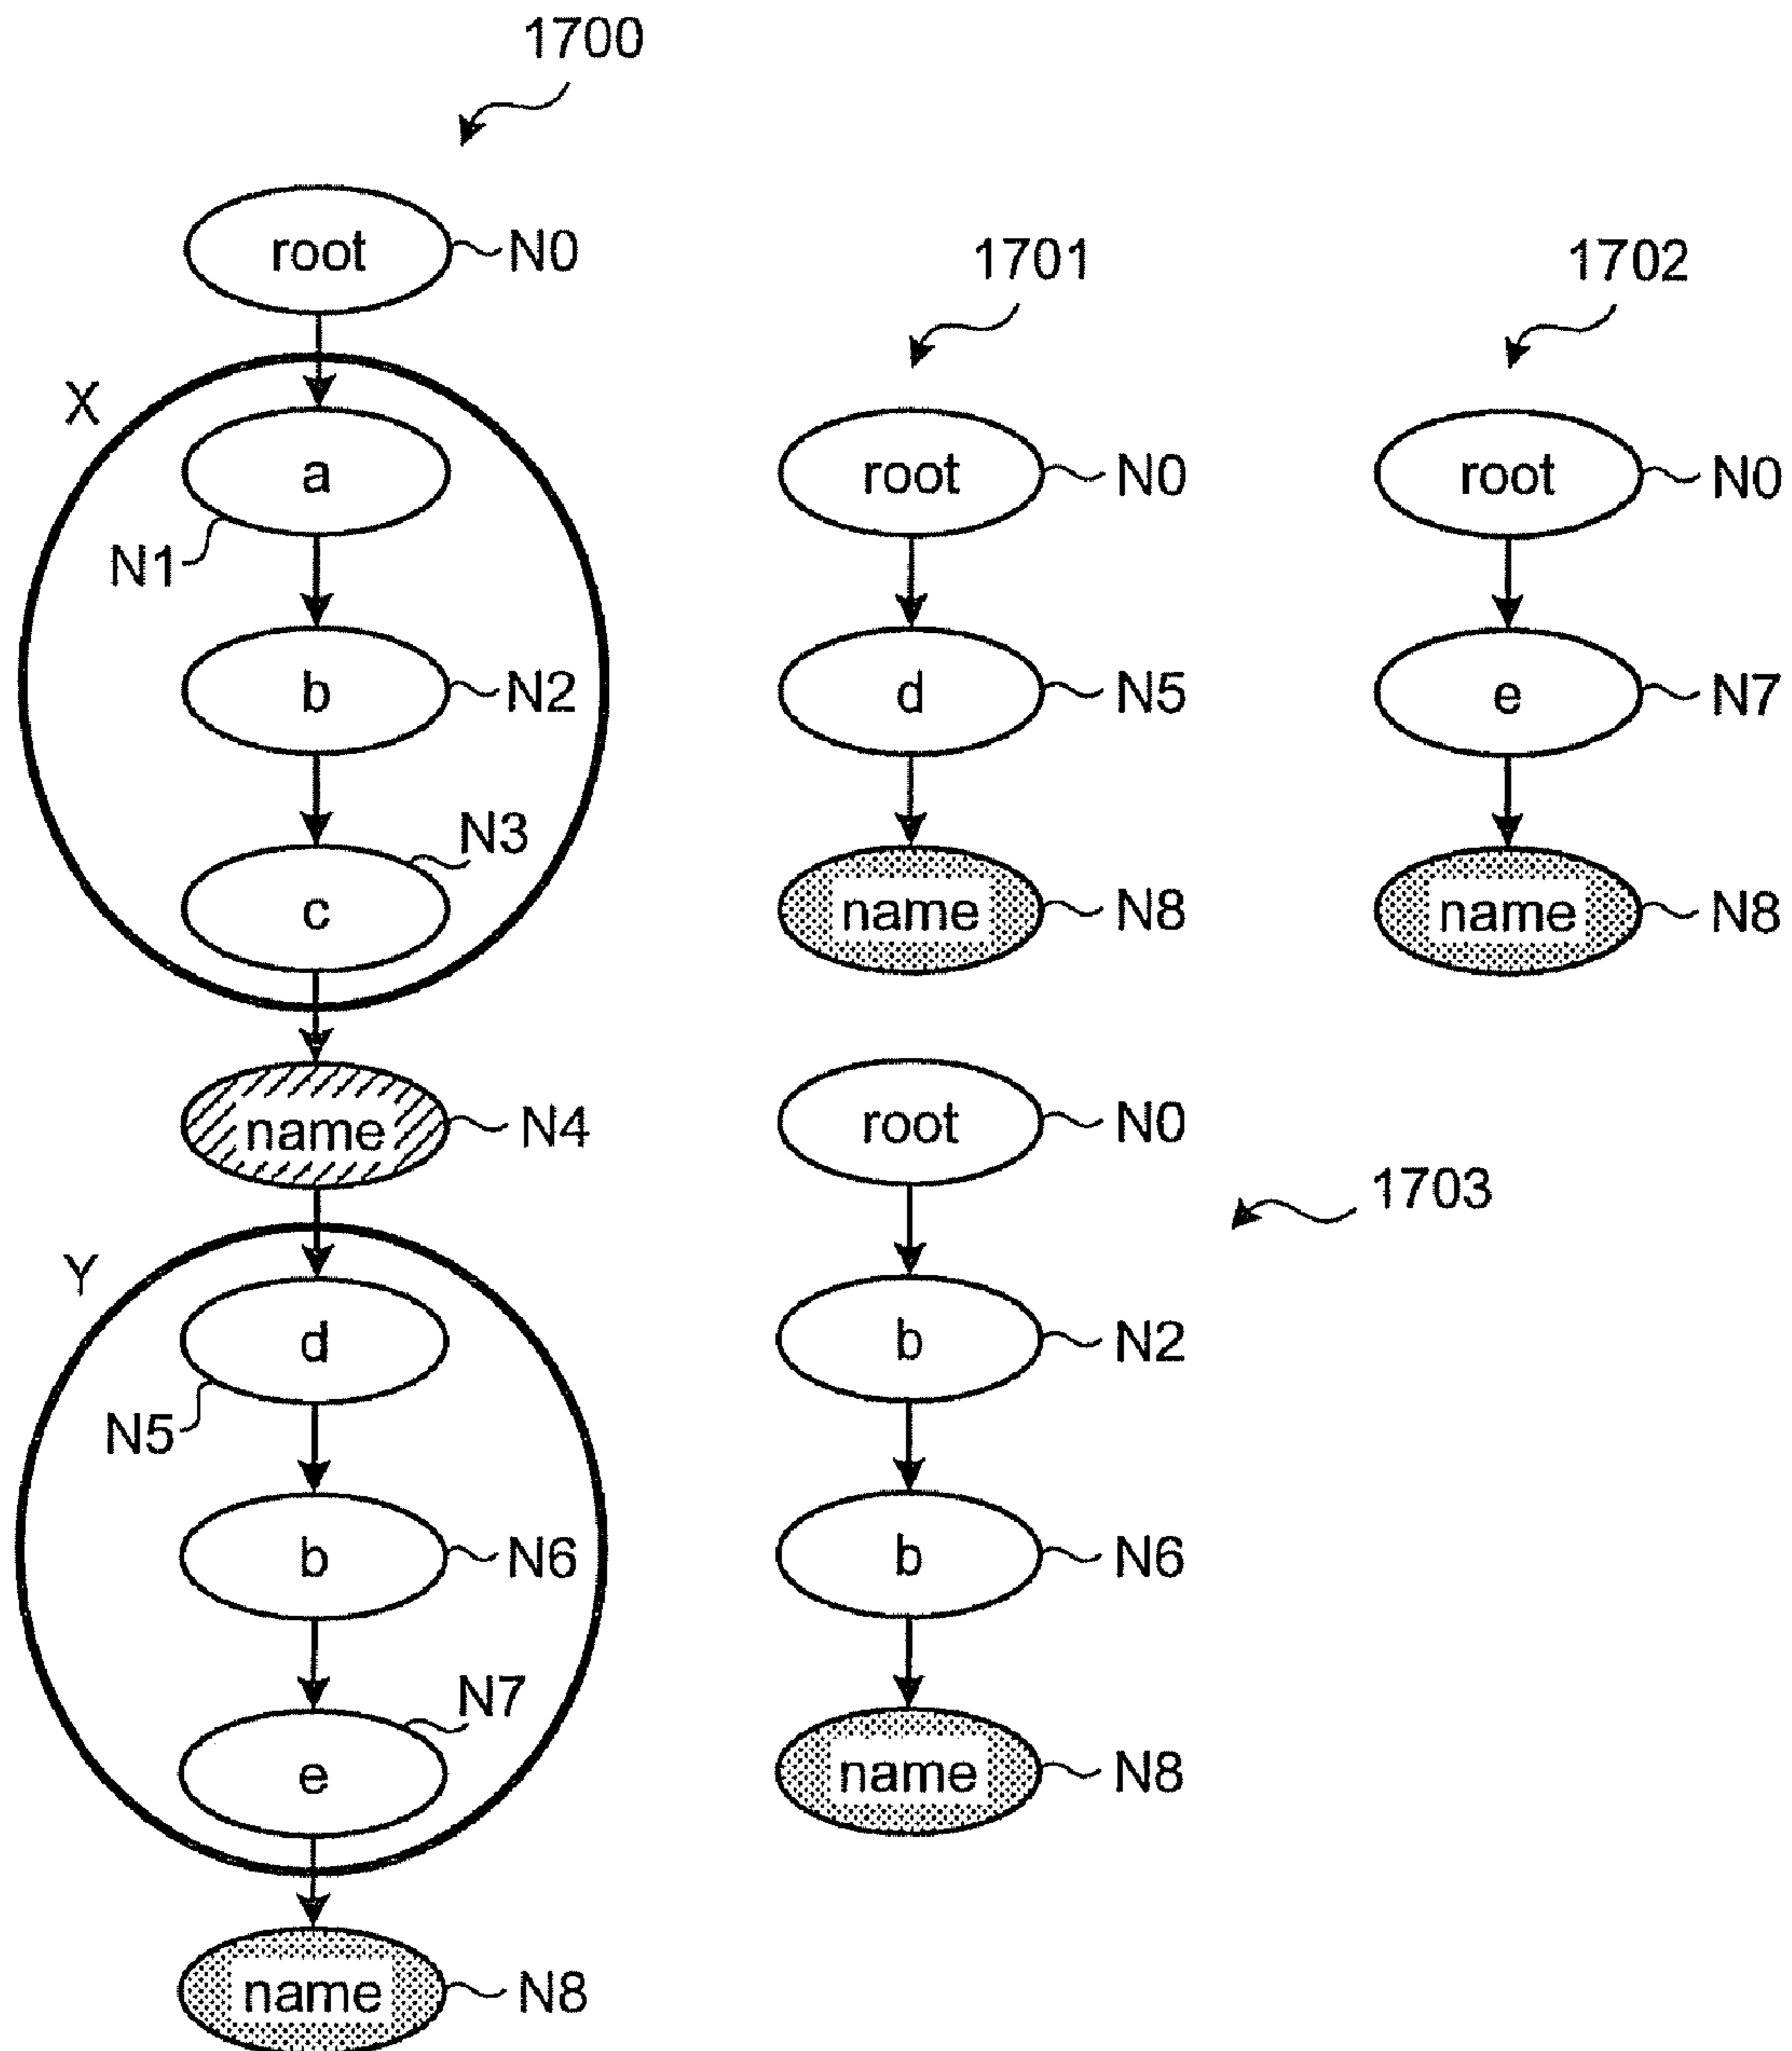 1700
root N0
X
a
N1
b N2
N3
c
name N4
Y
d
N5
b N6
N7
e
name N8
1701
root N0
d N5
name N8
1702
root N0
e N7
name N8
1703
root N0
b N2
b N6
name N8